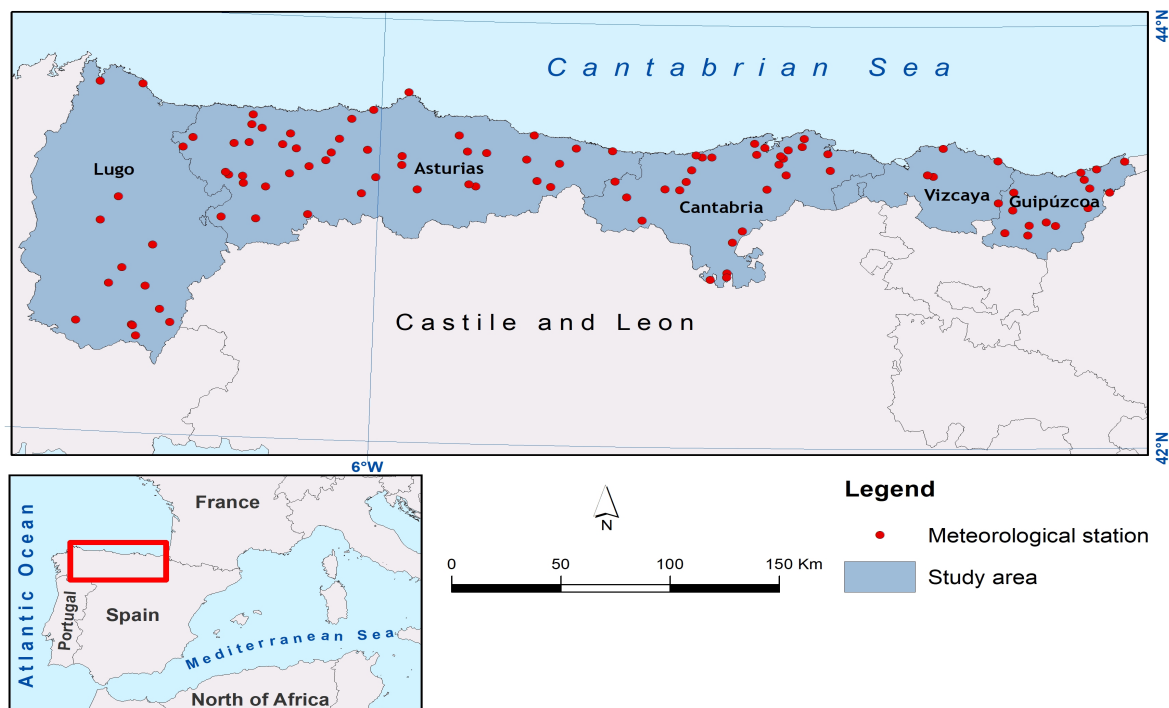 44°N
Cantabrian Sea
Lugo
Asturias
Cantabria
Vizcaya
Guipúzcoa
Castile and Leon
42°N
6°W
Atlantic Ocean
France
Portugal
Spain
Mediterranean Sea
North of Africa
N
0 50 100 150 Km
Legend
Meteorological station
Study area